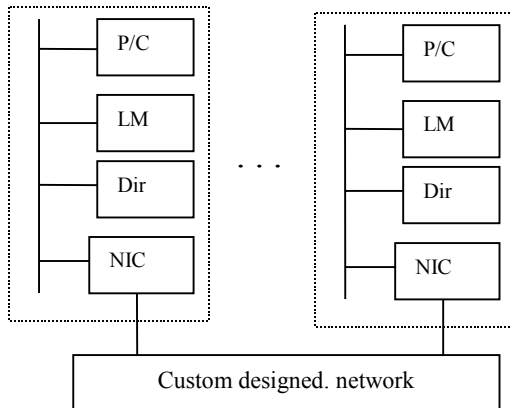 P/C
LM
Dir
NIC
. . .
P/C
LM
Dir
NIC
Custom designed. network